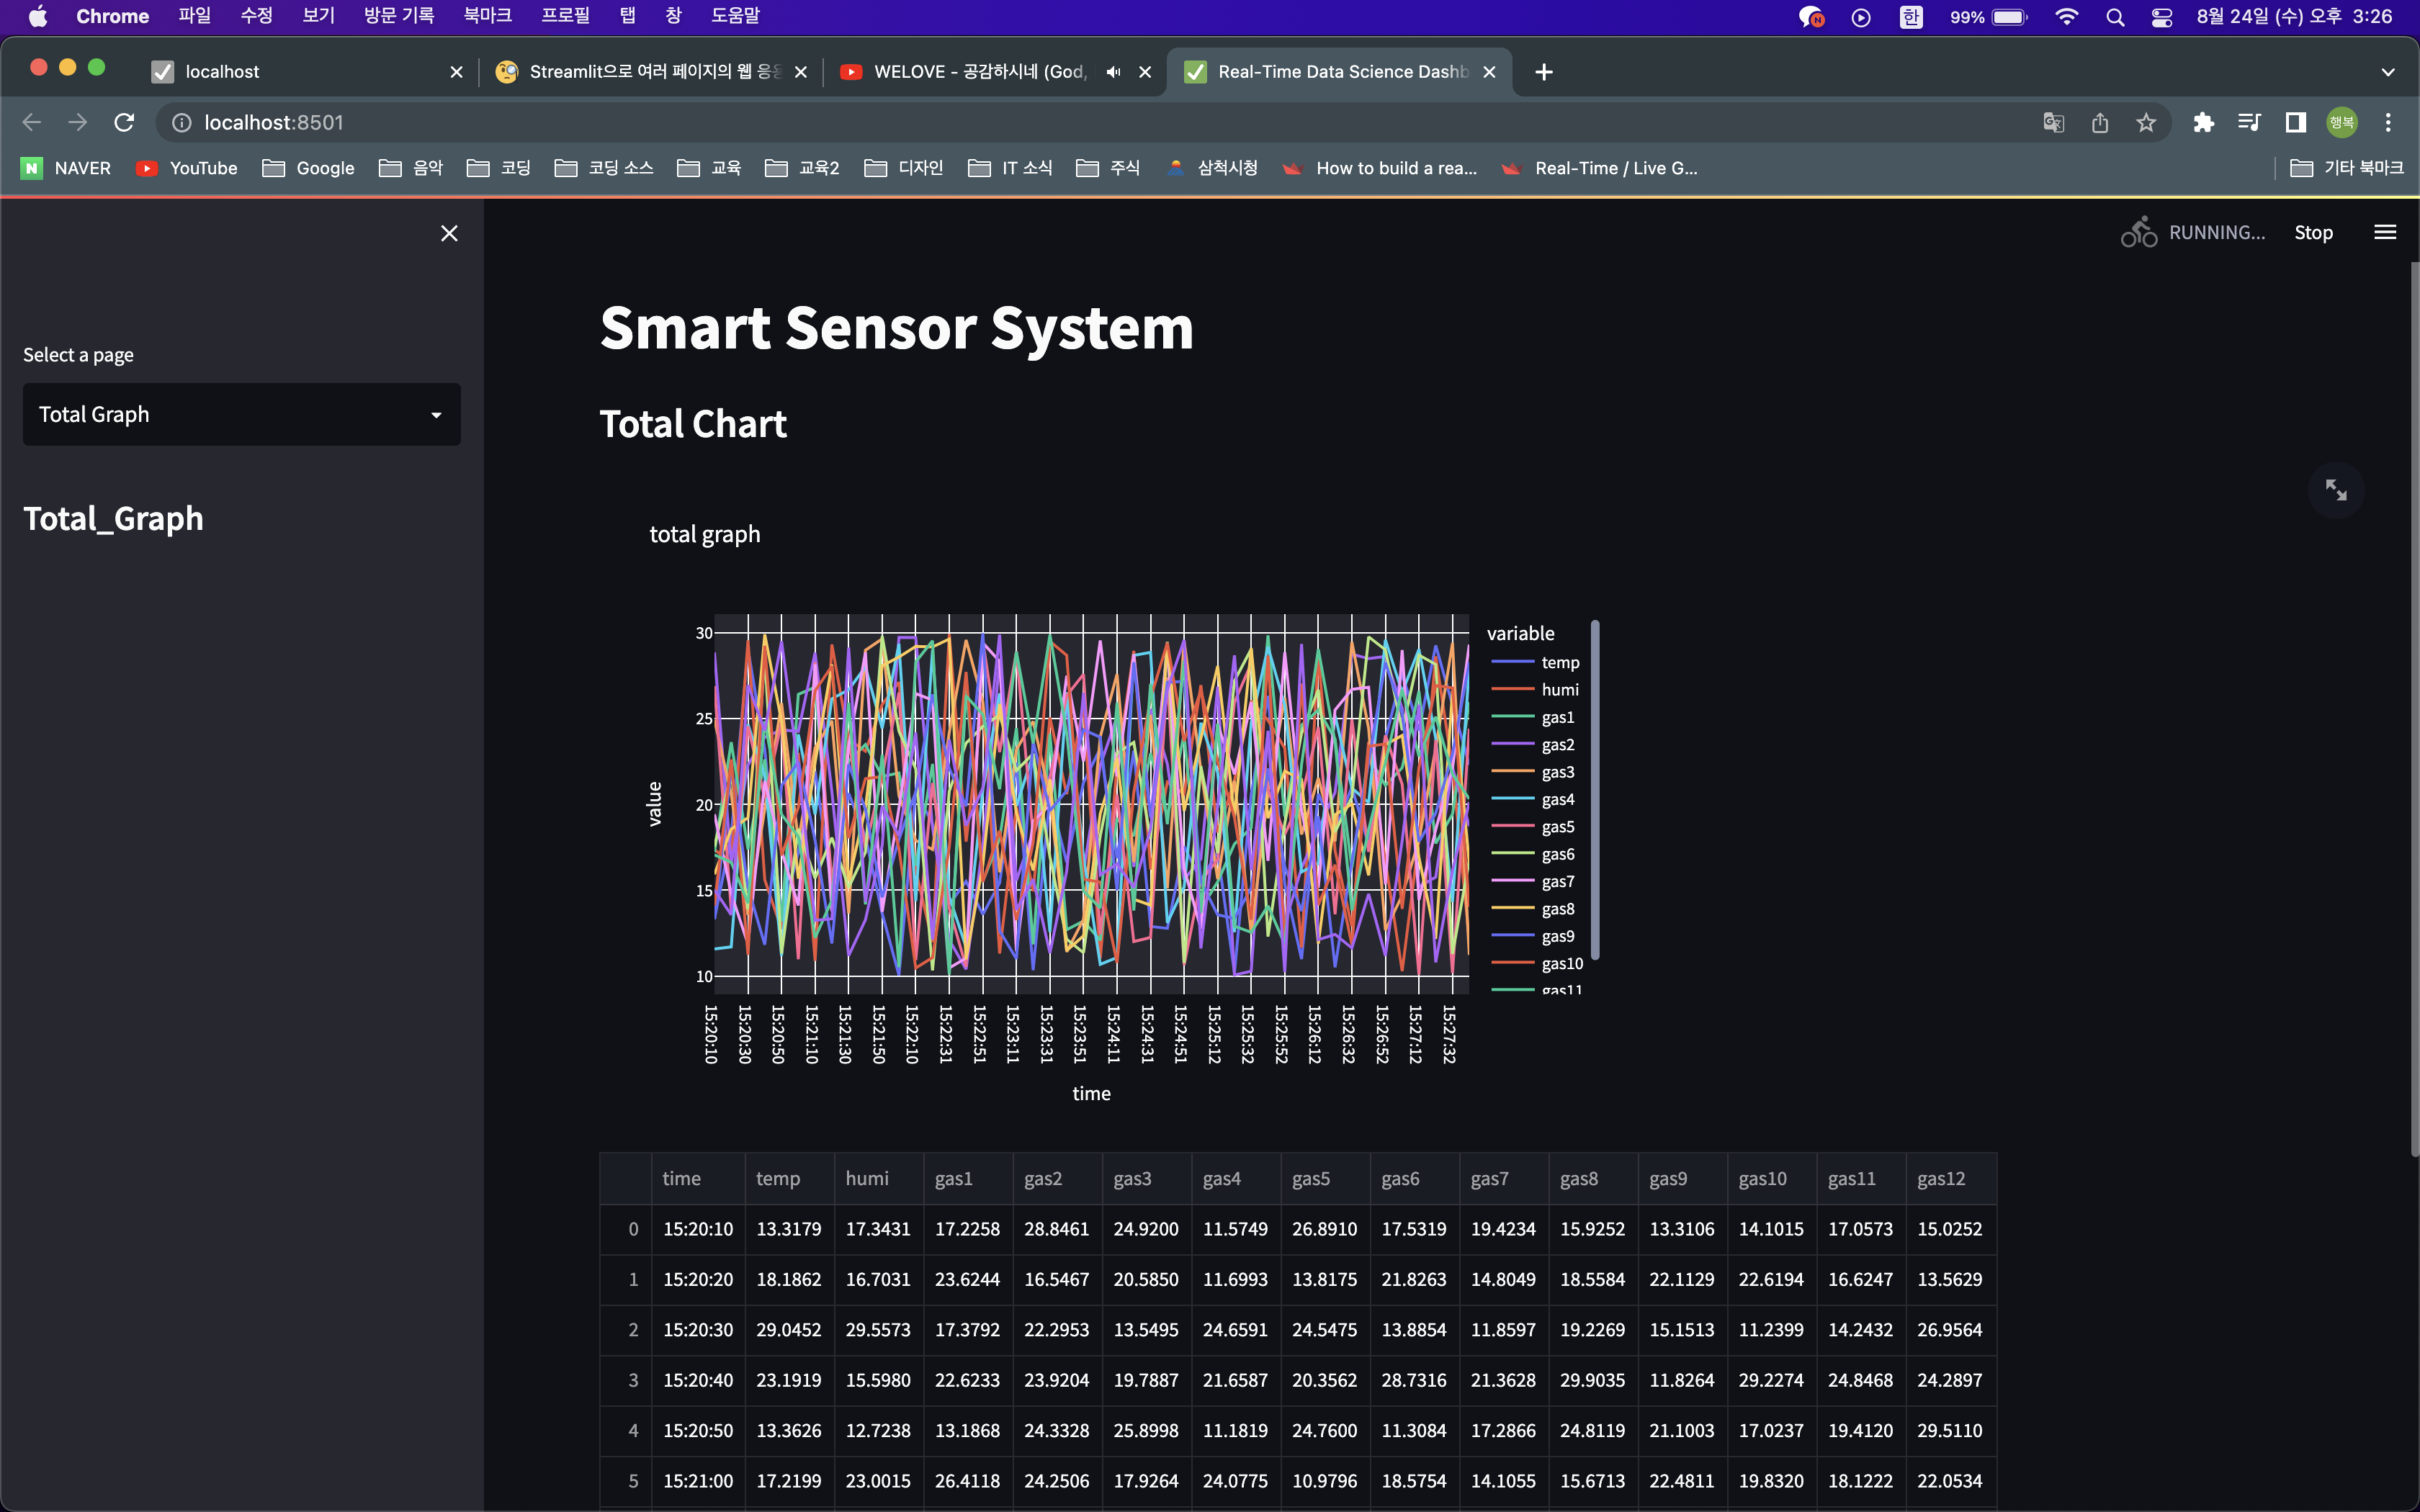 Chrome 파일 수정 보기 방문 기록 북마크 프로필 탭 창 도움말 N 한 99% 8월 24일 (수) 오후 3:26
localhost Streamlit으로 여러 페이지의 웹 응용 WELOVE - 공감하시네 (God, Real-Time Data Science Dashb
localhost:8501 행복
N NAVER YouTube Google 음악 코딩 코딩 소스 교육 교육2 디자인 IT 소식 주식 삼척시청 How to build a rea... Real-Time / Live G... 기타 북마크
RUNNING... Stop
Select a page
Total Graph
Total_Graph
Smart Sensor System
Total Chart
total graph
value
30
25
20
15
10
variable
temp
humi
gas1
gas2
gas3
gas4
gas5
gas6
gas7
gas8
gas9
gas10
gas11
15:20:10 15:20:30 15:20:50 15:21:10 15:21:30 15:21:50 15:22:10 15:22:31 15:22:51 15:23:11 15:23:31 15:23:51 15:24:11 15:24:31 15:24:51 15:25:12 15:25:32 15:25:52 15:26:12 15:26:32 15:26:52 15:27:12 15:27:32
time
time temp humi gas1 gas2 gas3 gas4 gas5 gas6 gas7 gas8 gas9 gas10 gas11 gas12
0 15:20:10 13.3179 17.3431 17.2258 28.8461 24.9200 11.5749 26.8910 17.5319 19.4234 15.9252 13.3106 14.1015 17.0573 15.0252
1 15:20:20 18.1862 16.7031 23.6244 16.5467 20.5850 11.6993 13.8175 21.8263 14.8049 18.5584 22.1129 22.6194 16.6247 13.5629
2 15:20:30 29.0452 29.5573 17.3792 22.2953 13.5495 24.6591 24.5475 13.8854 11.8597 19.2269 15.1513 11.2399 14.2432 26.9564
3 15:20:40 23.1919 15.5980 22.6233 23.9204 19.7887 21.6587 20.3562 28.7316 21.3628 29.9035 11.8264 29.2274 24.8468 24.2897
4 15:20:50 13.3626 12.7238 13.1868 24.3328 25.8998 11.1819 24.7600 11.3084 17.2866 24.8119 21.1003 17.0237 19.4120 29.5110
5 15:21:00 17.2199 23.0015 26.4118 24.2506 17.9264 24.0775 10.9796 18.5754 14.1055 15.6713 22.4811 19.8320 18.1222 22.0534